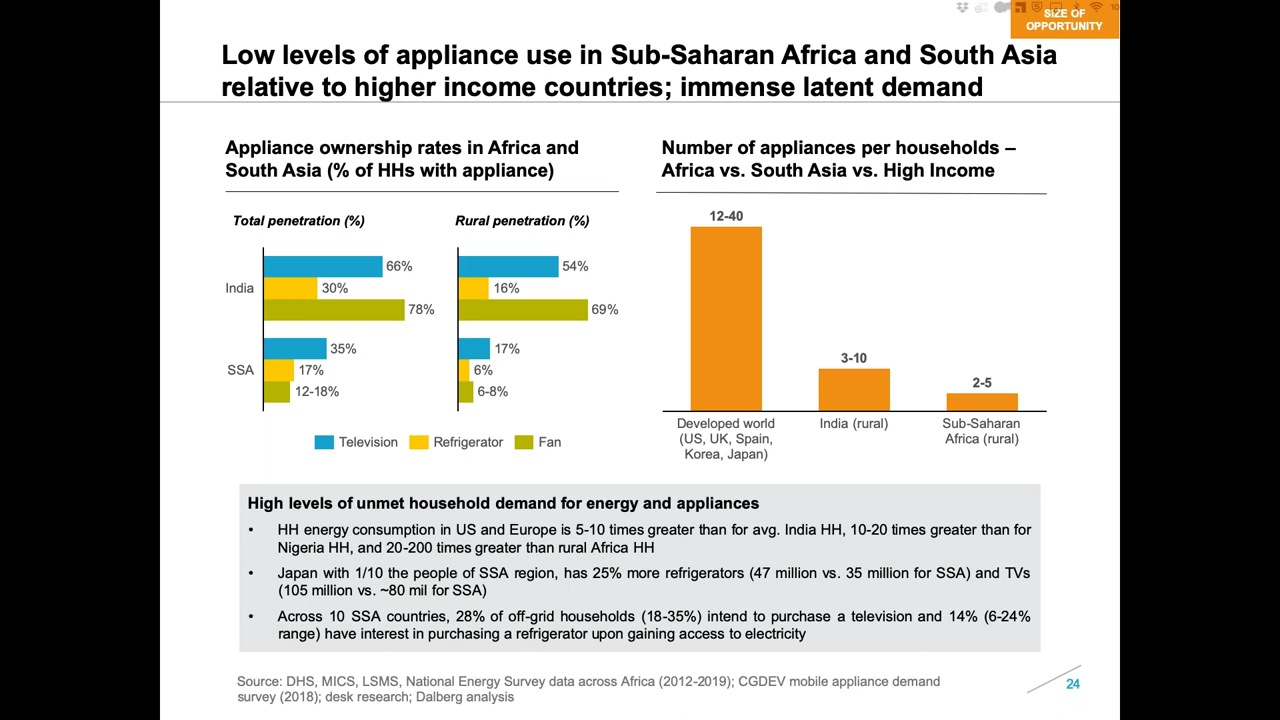 SIZE OF
OPPORTUNITY
Low levels of appliance use in Sub-Saharan Africa and South Asia
relative to higher income countries; immense latent demand
Appliance ownership rates in Africa and
South Asia (% of HHs with appliance)
Total penetration (%)
Rural penetration (%)
India
66%
30%
78%
54%
16%
69%
SSA
35%
17%
12-18%
17%
6%
6-8%
Television
Refrigerator
Fan
Number of appliances per households –
Africa vs. South Asia vs. High Income
12-40
3-10
2-5
Developed world
(US, UK, Spain,
Korea, Japan)
India (rural)
Sub-Saharan
Africa (rural)
High levels of unmet household demand for energy and appliances
• HH energy consumption in US and Europe is 5-10 times greater than for avg. India HH, 10-20 times greater than for
Nigeria HH, and 20-200 times greater than rural Africa HH
• Japan with 1/10 the people of SSA region, has 25% more refrigerators (47 million vs. 35 million for SSA) and TVs
(105 million vs. ~80 mil for SSA)
• Across 10 SSA countries, 28% of off-grid households (18-35%) intend to purchase a television and 14% (6-24%
range) have interest in purchasing a refrigerator upon gaining access to electricity
Source: DHS, MICS, LSMS, National Energy Survey data across Africa (2012-2019); CGDEV mobile appliance demand
survey (2018); desk research; Dalberg analysis
24